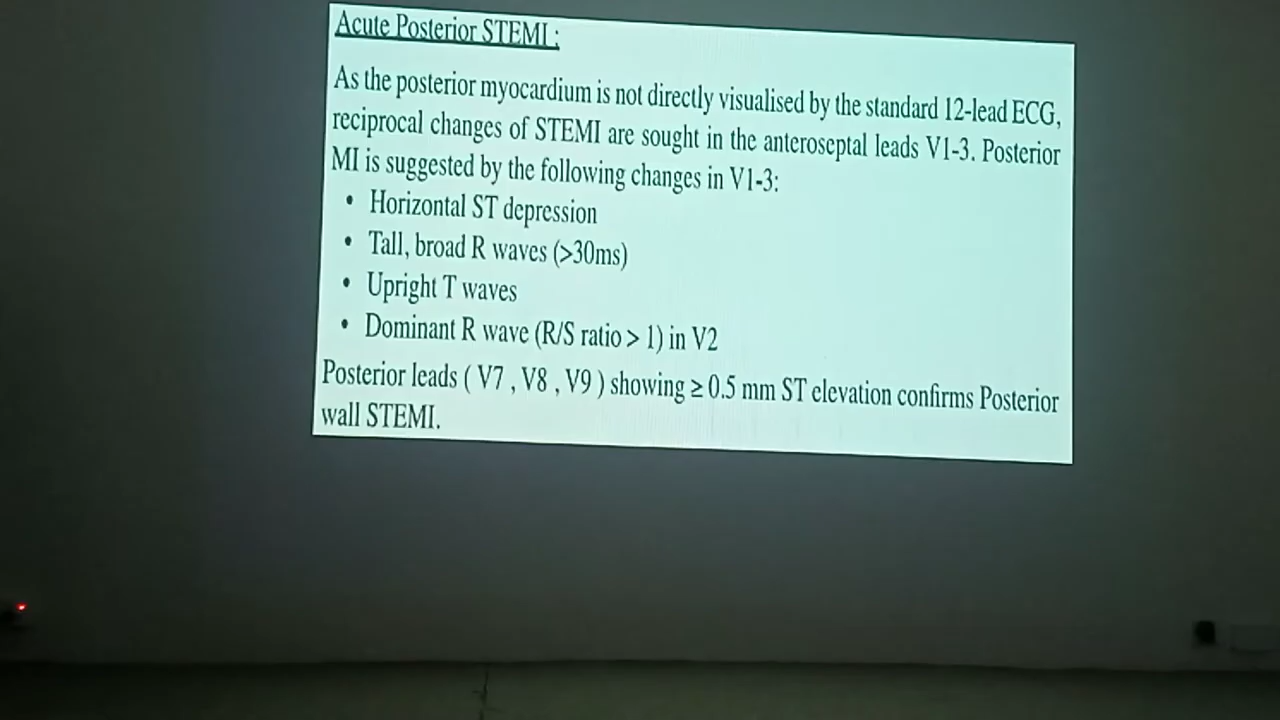 Acute Posterior STEMI :
As the posterior myocardium is not directly visualised by the standard 12-lead ECG,
reciprocal changes of STEMI are sought in the anteroseptal leads V1-3. Posterior
MI is suggested by the following changes in V1-3:
• Horizontal ST depression
• Tall, broad R waves (>30ms)
• Upright T waves
• Dominant R wave (R/S ratio > 1) in V2
Posterior leads ( V7 , V8 , V9 ) showing ≥ 0.5 mm ST elevation confirms Posterior
wall STEMI.